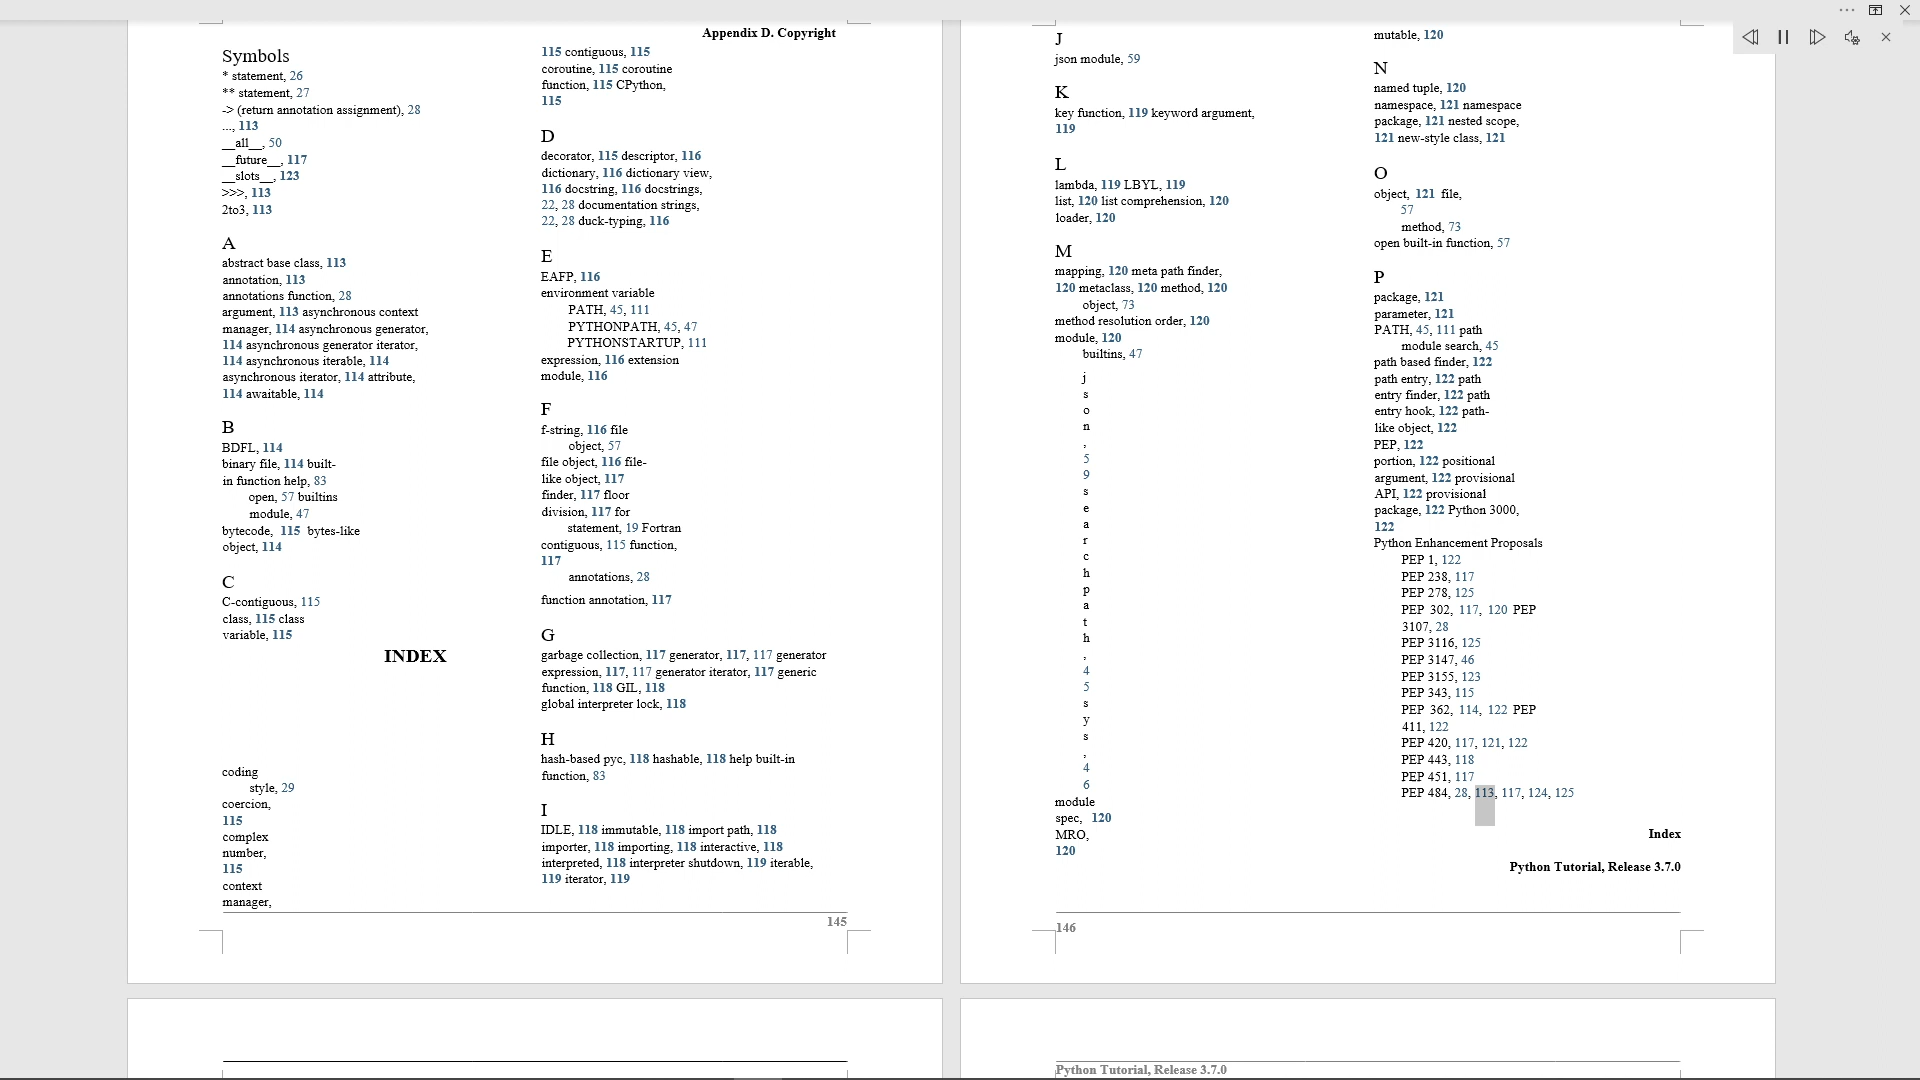 Appendix D. Copyright
Symbols
* statement, 26
** statement, 27
-> (return annotation assignment), 28
..., 113
__all__, 50
__future__, 117
__slots__, 123
>>>, 113
2to3, 113
A
abstract base class, 113
annotation, 113
annotations function, 28
argument, 113 asynchronous context
manager, 114 asynchronous generator,
114 asynchronous generator iterator,
114 asynchronous iterable, 114
asynchronous iterator, 114 attribute,
114 awaitable, 114
B
BDFL, 114
binary file, 114 built-
in function help, 83
open, 57 builtins
module, 47
bytecode, 115 bytes-like
object, 114
C
C-contiguous, 115
class, 115 class
variable, 115
INDEX
coding
style, 29
coercion,
115
complex
number,
115
context
manager,
115 contiguous, 115
coroutine, 115 coroutine
function, 115 CPython,
115
D
decorator, 115 descriptor, 116
dictionary, 116 dictionary view,
116 docstring, 116 docstrings,
22, 28 documentation strings,
22, 28 duck-typing, 116
E
EAFP, 116
environment variable
PATH, 45, 111
PYTHONPATH, 45, 47
PYTHONSTARTUP, 111
expression, 116 extension
module, 116
F
f-string, 116 file
object, 57
file object, 116 file-
like object, 117
finder, 117 floor
division, 117 for
statement, 19 Fortran
contiguous, 115 function,
117
annotations, 28
function annotation, 117
G
garbage collection, 117 generator, 117, 117 generator
expression, 117, 117 generator iterator, 117 generic
function, 118 GIL, 118
global interpreter lock, 118
H
hash-based pyc, 118 hashable, 118 help built-in
function, 83
I
IDLE, 118 immutable, 118 import path, 118
importer, 118 importing, 118 interactive, 118
interpreted, 118 interpreter shutdown, 119 iterable,
119 iterator, 119
145
J
json module, 59
K
key function, 119 keyword argument,
119
L
lambda, 119 LBYL, 119
list, 120 list comprehension, 120
loader, 120
M
mapping, 120 meta path finder,
120 metaclass, 120 method, 120
object, 73
method resolution order, 120
module, 120
builtins, 47
j
s
o
n
,
5
9
s
e
a
r
c
h
p
a
t
h
,
4
5
s
y
s
,
4
6
module
spec, 120
MRO,
120
mutable, 120
N
named tuple, 120
namespace, 121 namespace
package, 121 nested scope,
121 new-style class, 121
O
object, 121 file,
57
method, 73
open built-in function, 57
P
package, 121
parameter, 121
PATH, 45, 111 path
module search, 45
path based finder, 122
path entry, 122 path
entry finder, 122 path
entry hook, 122 path-
like object, 122
PEP, 122
portion, 122 positional
argument, 122 provisional
API, 122 provisional
package, 122 Python 3000,
122
Python Enhancement Proposals
PEP 1, 122
PEP 238, 117
PEP 278, 125
PEP 302, 117, 120 PEP
3107, 28
PEP 3116, 125
PEP 3147, 46
PEP 3155, 123
PEP 343, 115
PEP 362, 114, 122 PEP
411, 122
PEP 420, 117, 121, 122
PEP 443, 118
PEP 451, 117
PEP 484, 28, 113, 117, 124, 125
Index
Python Tutorial, Release 3.7.0
146
Python Tutorial, Release 3.7.0